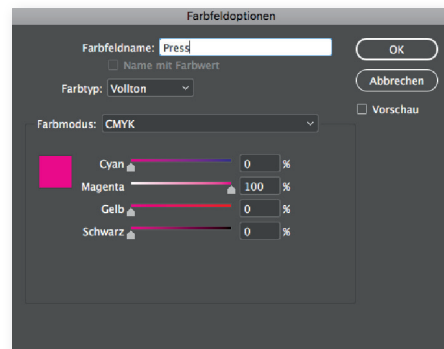 Farbfeldoptionen
Farbfeldname: Press
OK
Name mit Farbwert
Abbrechen
Farbtyp: Vollton
Vorschau
Farbmodus: CMYK
Cyan 0 %
Magenta 100 %
Gelb 0 %
Schwarz 0 %